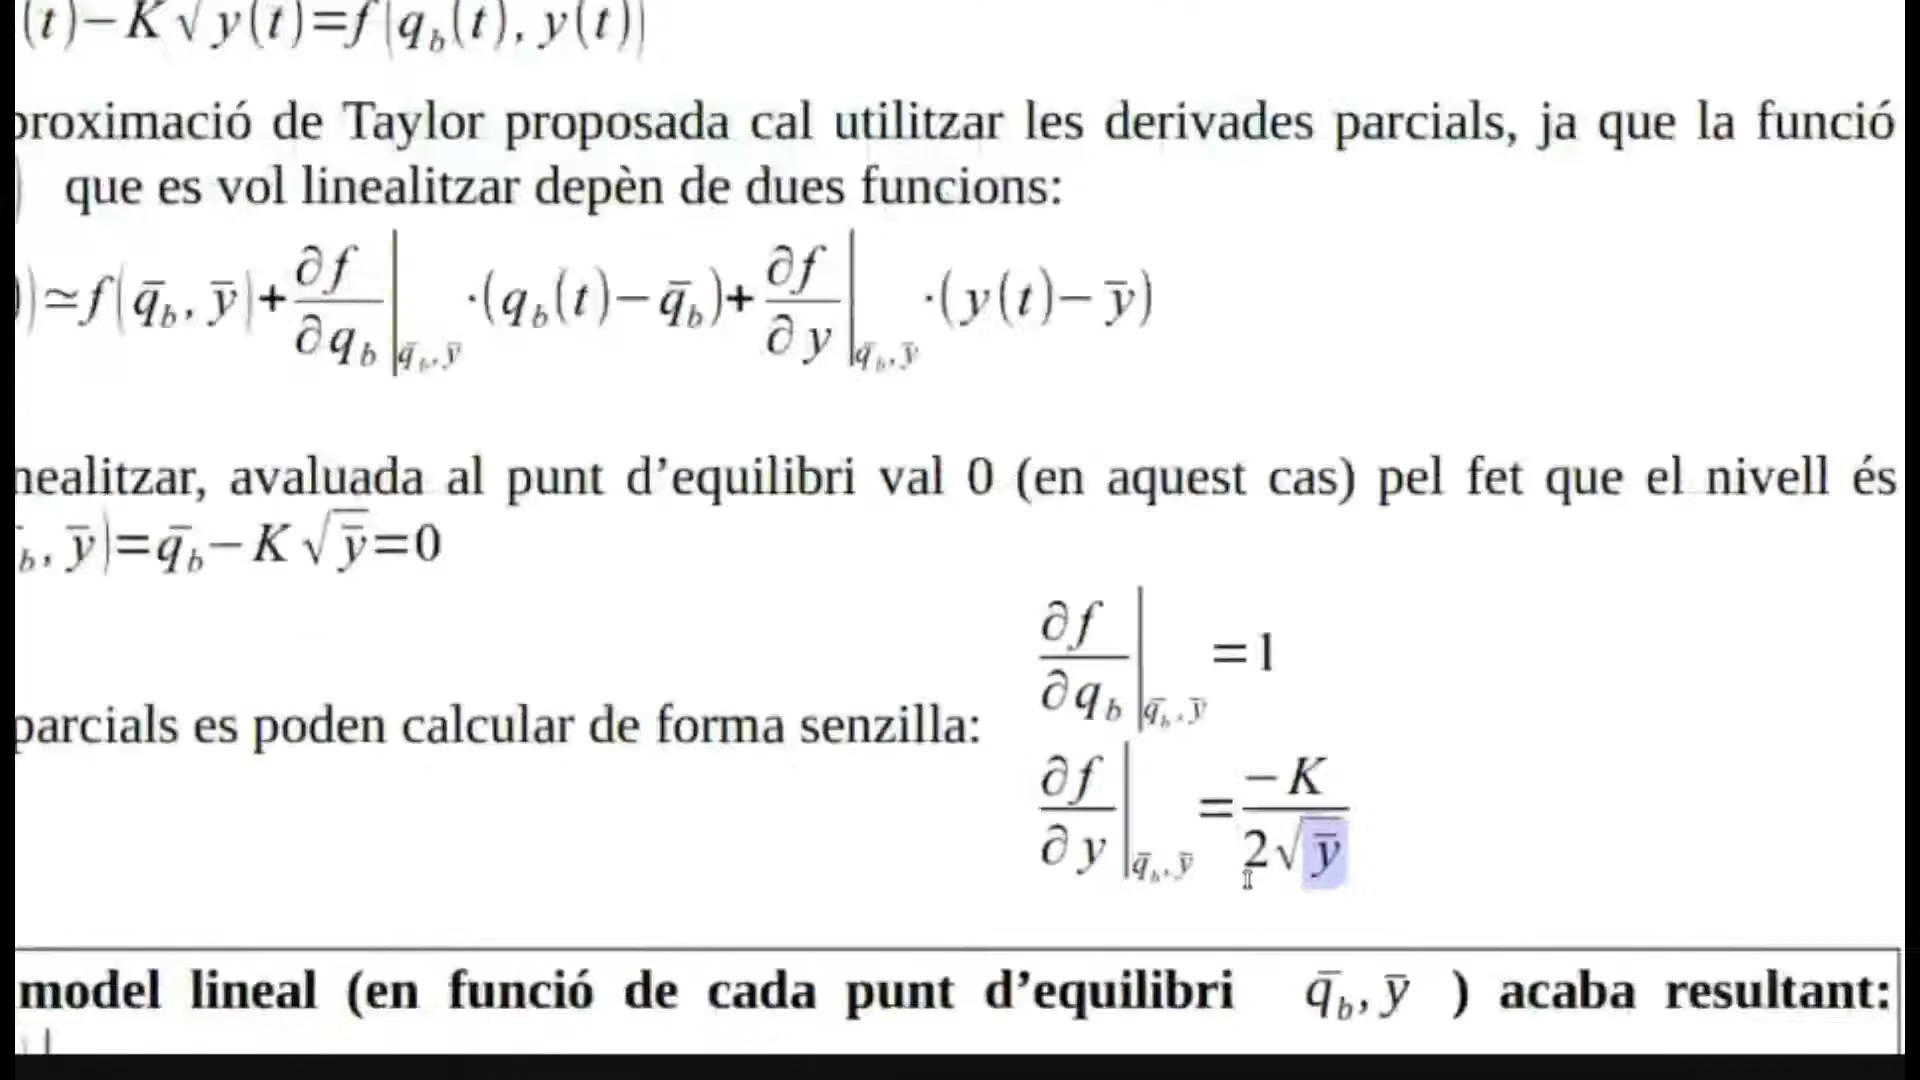 (t)−K√y(t)=f(q_b(t), y(t))
proximació de Taylor proposada cal utilitzar les derivades parcials, ja que la funció
que es vol linealitzar depèn de dues funcions:
)≃f(q̄_b, ȳ)+∂f/∂q_b|q̄_b,ȳ ·(q_b(t)−q̄_b)+∂f/∂y|q̄_b,ȳ ·(y(t)−ȳ)
nealitzar, avaluada al punt d’equilibri val 0 (en aquest cas) pel fet que el nivell és
_b, ȳ)=q̄_b−K√ȳ=0
∂f/∂q_b|q̄_b,ȳ =1
parcials es poden calcular de forma senzilla:
∂f/∂y|q̄_b,ȳ =−K/2√ȳ
model lineal (en funció de cada punt d’equilibri q̄_b, ȳ ) acaba resultant: